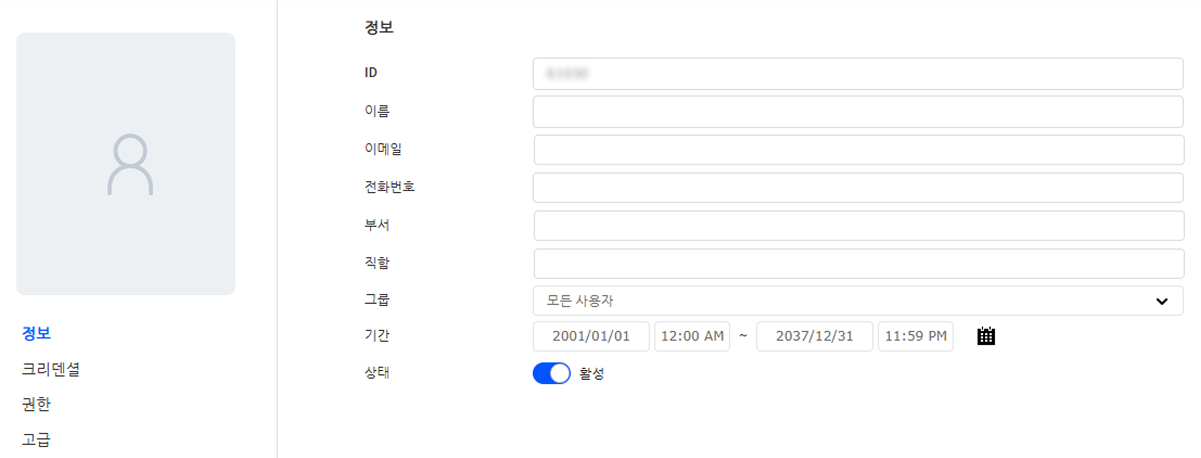 정보
크리덴셜
권한
고급
정보
ID
이름
이메일
전화번호
부서
직함
그룹 모든 사용자
기간 2001/01/01 12:00 AM ~ 2037/12/31 11:59 PM
상태 활성